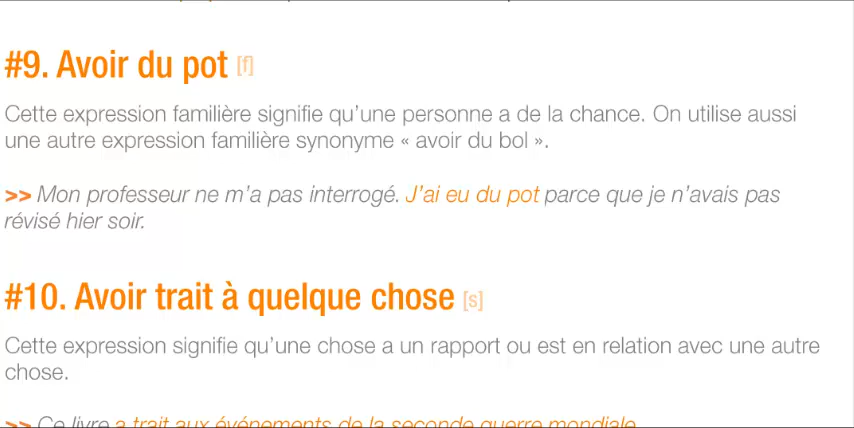 #9. Avoir du pot [f]
Cette expression familière signifie qu'une personne a de la chance. On utilise aussi
une autre expression familière synonyme « avoir du bol ».
>> Mon professeur ne m'a pas interrogé. J'ai eu du pot parce que je n'avais pas
révisé hier soir.
#10. Avoir trait à quelque chose [s]
Cette expression signifie qu'une chose a un rapport ou est en relation avec une autre
chose.
>> Ce livre a trait aux événements de la seconde guerre mondiale